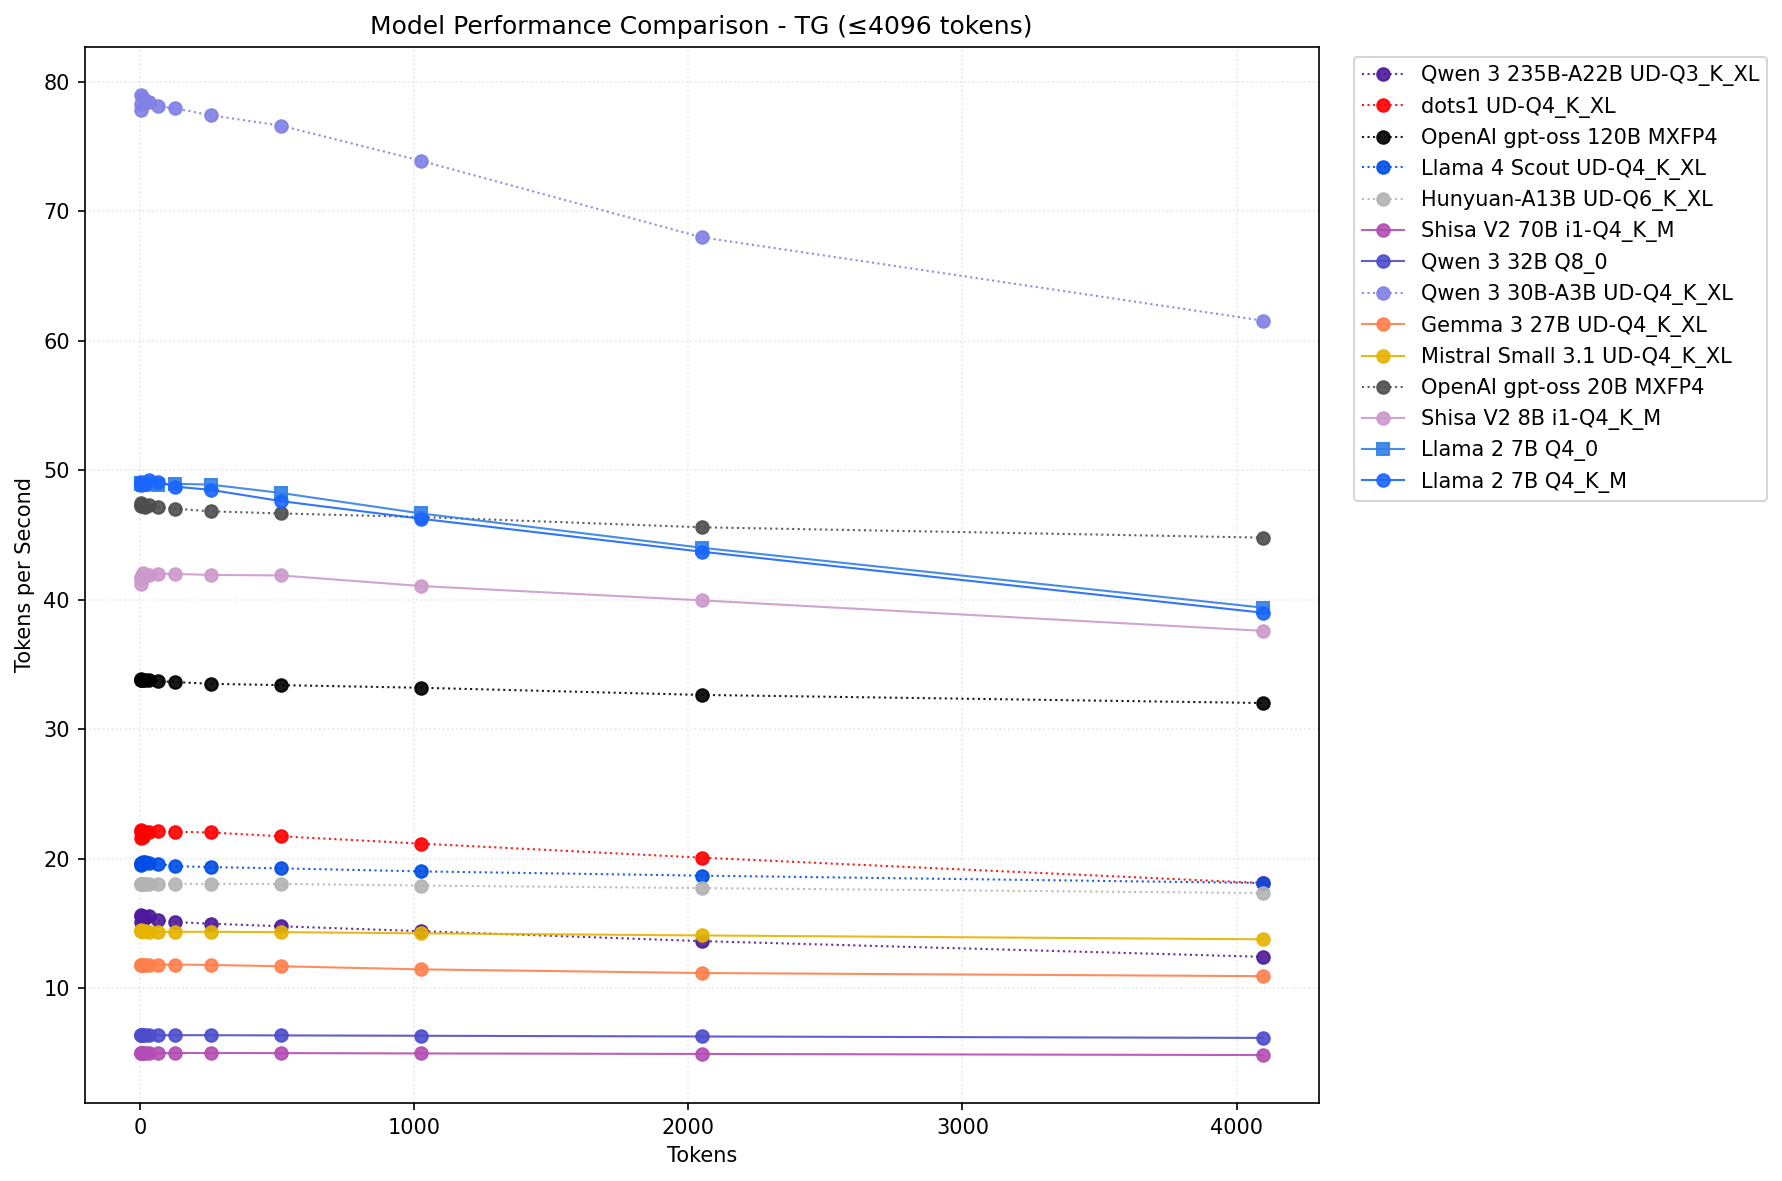 Model Performance Comparison - TG (≤4096 tokens)
80
70
60
50
40
30
20
10
Tokens per Second
0
1000
2000
3000
4000
Tokens
Qwen 3 235B-A22B UD-Q3_K_XL
dots1 UD-Q4_K_XL
OpenAI gpt-oss 120B MXFP4
Llama 4 Scout UD-Q4_K_XL
Hunyuan-A13B UD-Q6_K_XL
Shisa V2 70B i1-Q4_K_M
Qwen 3 32B Q8_0
Qwen 3 30B-A3B UD-Q4_K_XL
Gemma 3 27B UD-Q4_K_XL
Mistral Small 3.1 UD-Q4_K_XL
OpenAI gpt-oss 20B MXFP4
Shisa V2 8B i1-Q4_K_M
Llama 2 7B Q4_0
Llama 2 7B Q4_K_M